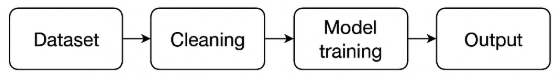 Dataset
Cleaning
Model
training
Output